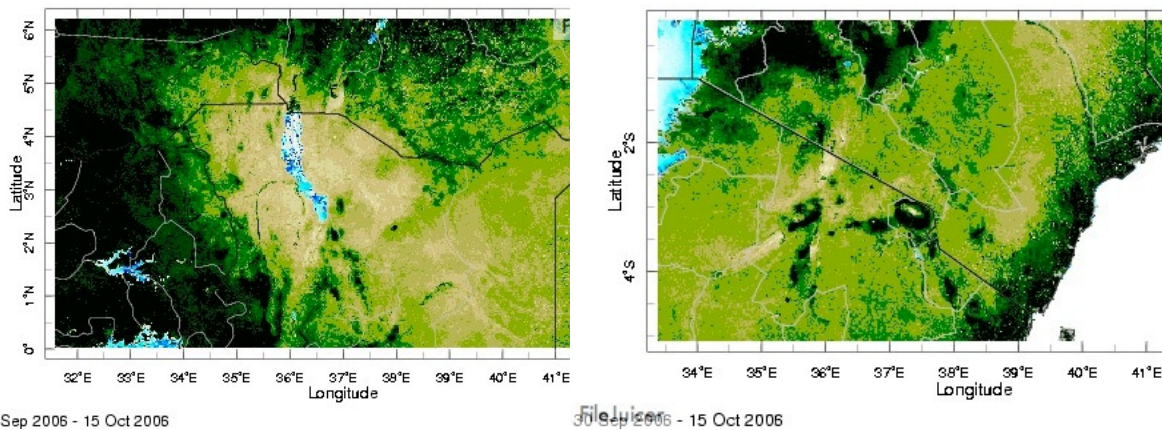 6°N
5°N
4°N
3°N
2°N
1°N
0°
Latitude
32°E 33°E 34°E 35°E 36°E 37°E 38°E 39°E 40°E 41°E
Longitude
Sep 2006 - 15 Oct 2006
2°S
4°S
Latitude
34°E 35°E 36°E 37°E 38°E 39°E 40°E 41°E
Longitude
30 Sep 2006 - 15 Oct 2006
FileJuicer